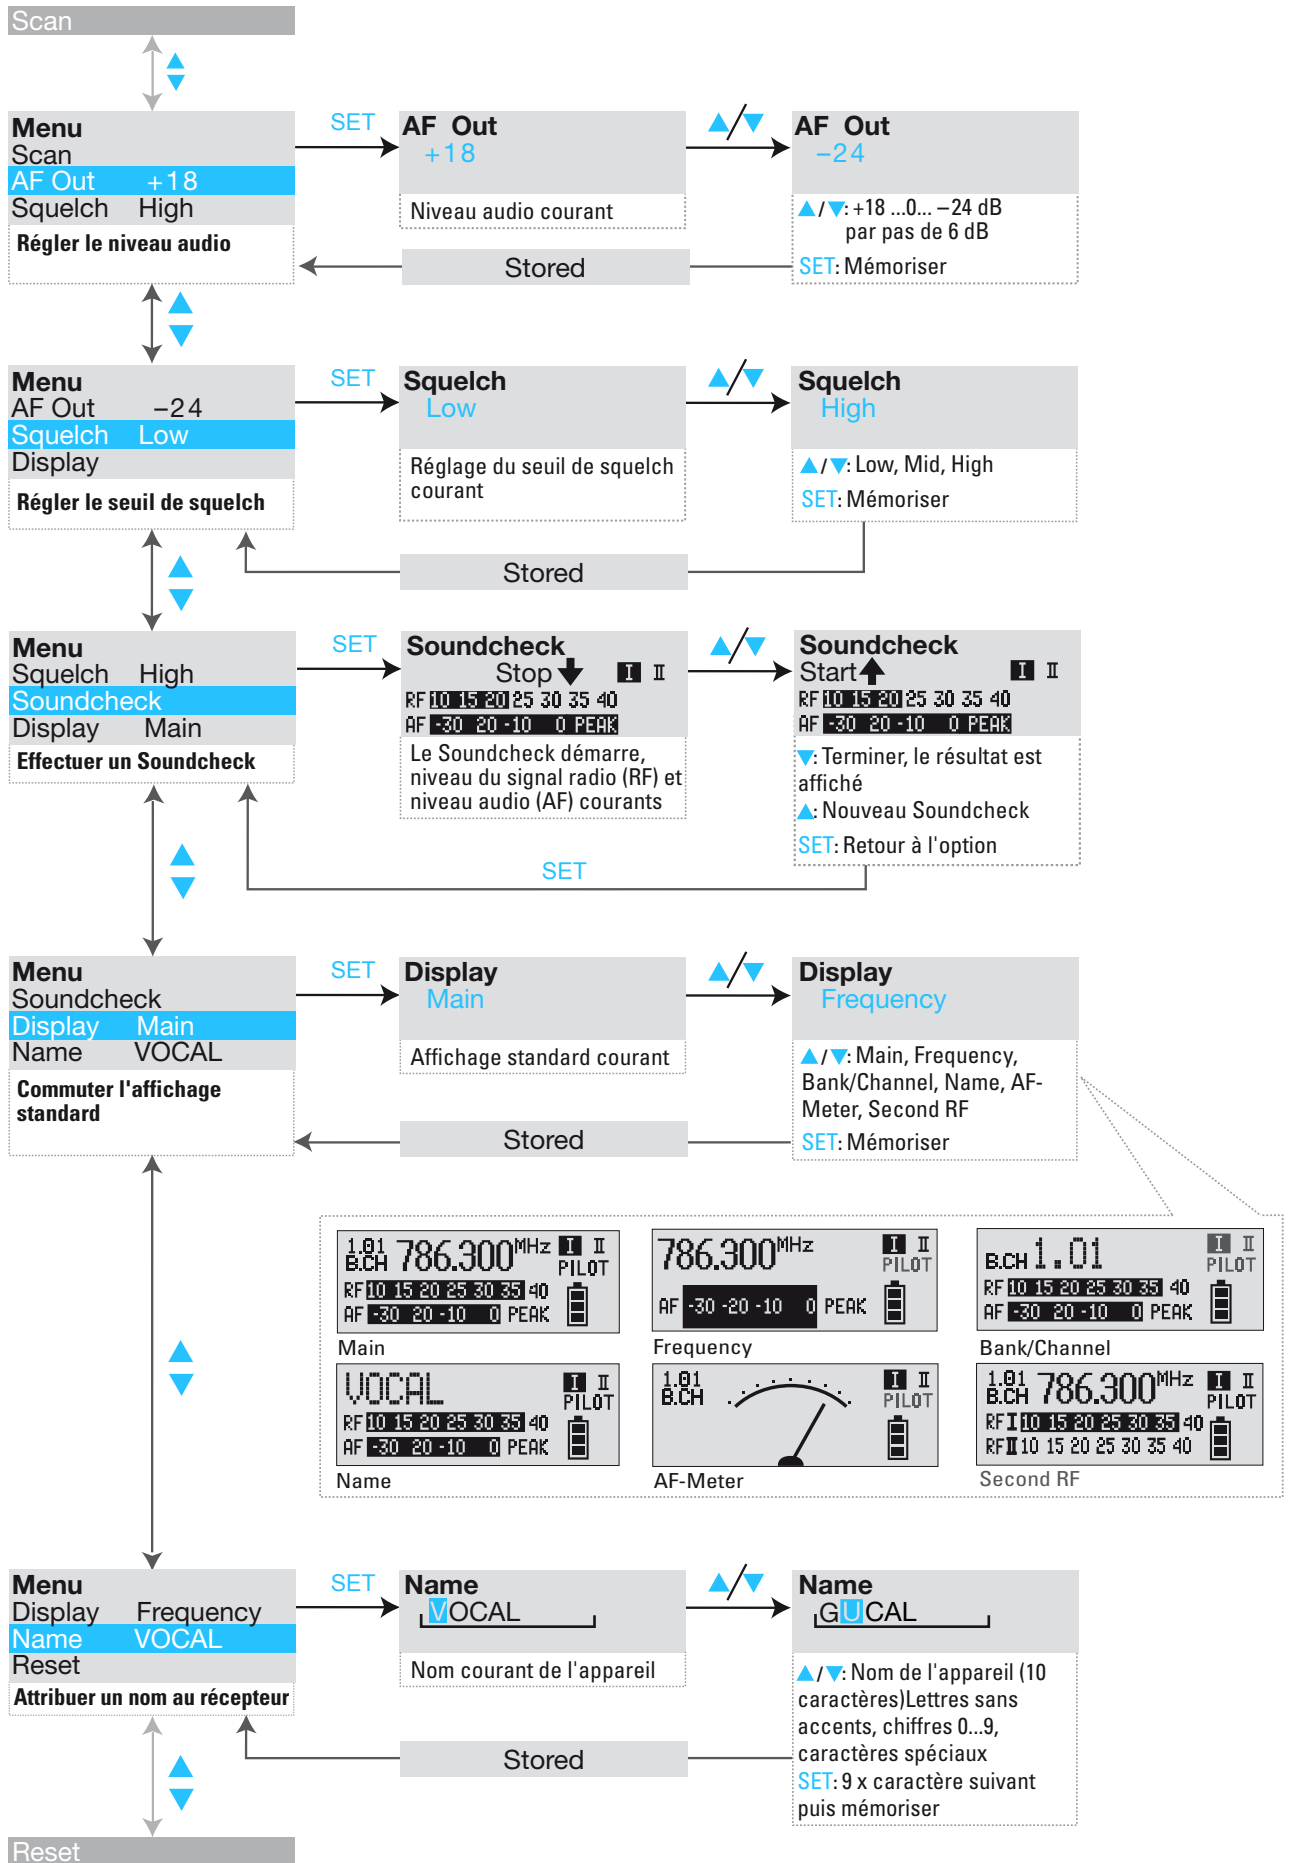 Scan
Menu
Scan
AF Out +18
Squelch High
Régler le niveau audio
SET
AF Out
+18
Niveau audio courant
AF Out
–24
▲/▼: +18 ...0... –24 dB
par pas de 6 dB
SET: Mémoriser
Stored
Menu
AF Out –24
Squelch Low
Display
Régler le seuil de squelch
SET
Squelch
Low
Réglage du seuil de squelch
courant
Squelch
High
▲/▼: Low, Mid, High
SET: Mémoriser
Stored
Menu
Squelch High
Soundcheck
Display Main
Effectuer un Soundcheck
SET
Soundcheck
Stop I II
RF 10 15 20 25 30 35 40
AF -30 20 -10 0 PEAK
Le Soundcheck démarre,
niveau du signal radio (RF) et
niveau audio (AF) courants
Soundcheck
Start I II
RF 10 15 20 25 30 35 40
AF -30 20 -10 0 PEAK
▼: Terminer, le résultat est
affiché
▲: Nouveau Soundcheck
SET: Retour à l'option
SET
Menu
Soundcheck
Display Main
Name VOCAL
Commuter l'affichage
standard
SET
Display
Main
Affichage standard courant
Display
Frequency
▲/▼: Main, Frequency,
Bank/Channel, Name, AF-
Meter, Second RF
SET: Mémoriser
Stored
1.01
B.CH 786.300 MHz I II
PILOT
RF 10 15 20 25 30 35 40
AF -30 20 -10 0 PEAK
Main
786.300 MHz I II
PILOT
AF -30 -20 -10 0 PEAK
Frequency
B.CH 1.01 I II
PILOT
RF 10 15 20 25 30 35 40
AF -30 20 -10 0 PEAK
Bank/Channel
VOCAL I II
PILOT
RF 10 15 20 25 30 35 40
AF -30 20 -10 0 PEAK
Name
1.01
B.CH I II
PILOT
AF-Meter
1.01
B.CH 786.300 MHz I II
PILOT
RF I 10 15 20 25 30 35 40
RF II 10 15 20 25 30 35 40
Second RF
Menu
Display Frequency
Name VOCAL
Reset
Attribuer un nom au récepteur
SET
Name
VOCAL
Nom courant de l'appareil
Name
GUCAL
▲/▼: Nom de l'appareil (10
caractères)Lettres sans
accents, chiffres 0...9,
caractères spéciaux
SET: 9 x caractère suivant
puis mémoriser
Stored
Reset